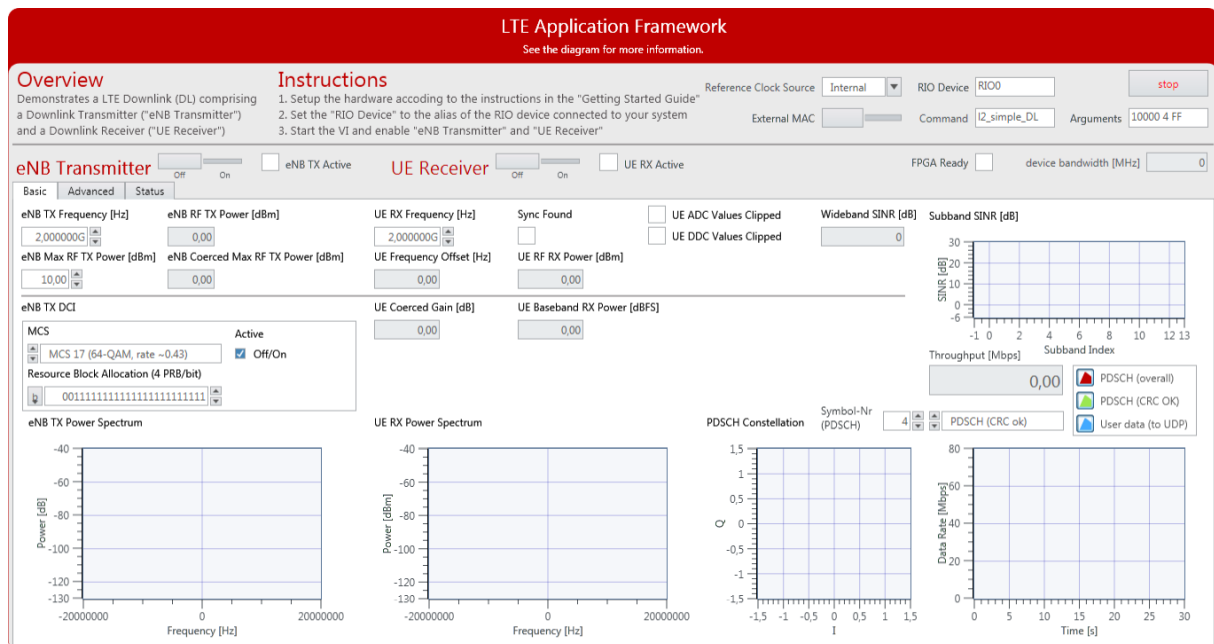 LTE Application Framework
See the diagram for more information.
Overview
Demonstrates a LTE Downlink (DL) comprising
a Downlink Transmitter ("eNB Transmitter")
and a Downlink Receiver ("UE Receiver")
Instructions
1. Setup the hardware accoding to the instructions in the "Getting Started Guide"
2. Set the "RIO Device" to the alias of the RIO device connected to your system
3. Start the VI and enable "eNB Transmitter" and "UE Receiver"
Reference Clock Source Internal RIO Device RIO0 stop
External MAC Command l2_simple_DL Arguments 10000 4 FF
eNB Transmitter Off On eNB TX Active UE Receiver Off On UE RX Active FPGA Ready device bandwidth [MHz] 0
Basic Advanced Status
eNB TX Frequency [Hz] eNB RF TX Power [dBm] UE RX Frequency [Hz] Sync Found UE ADC Values Clipped Wideband SINR [dB] Subband SINR [dB]
2,000000G 0,00 2,000000G UE DDC Values Clipped 0
eNB Max RF TX Power [dBm] eNB Coerced Max RF TX Power [dBm] UE Frequency Offset [Hz] UE RF RX Power [dBm]
10,00 0,00 0,00 0,00
SINR [dB]
30
20
10
0
-6
-1 0 2 4 6 8 10 12 13
Subband Index
eNB TX DCI UE Coerced Gain [dB] UE Baseband RX Power [dBFS]
0,00 0,00
MCS Active
MCS 17 (64-QAM, rate ~0.43) Off/On
Resource Block Allocation (4 PRB/bit)
b 0011111111111111111111111
Throughput [Mbps]
0,00
PDSCH (overall)
PDSCH (CRC OK)
User data (to UDP)
eNB TX Power Spectrum
Power [dB]
-40
-60
-80
-100
-120
-130
-20000000 0 20000000
Frequency [Hz]
UE RX Power Spectrum
Power [dBm]
-40
-60
-80
-100
-120
-130
-20000000 0 20000000
Frequency [Hz]
PDSCH Constellation Symbol-Nr (PDSCH) 4 PDSCH (CRC ok)
Q
1,5
1
0,5
0
-0,5
-1
-1,5
-1,5 -1 -0,5 0 0,5 1 1,5
I
Data Rate [Mbps]
80
60
40
20
0
0 5 10 15 20 25 30
Time [s]